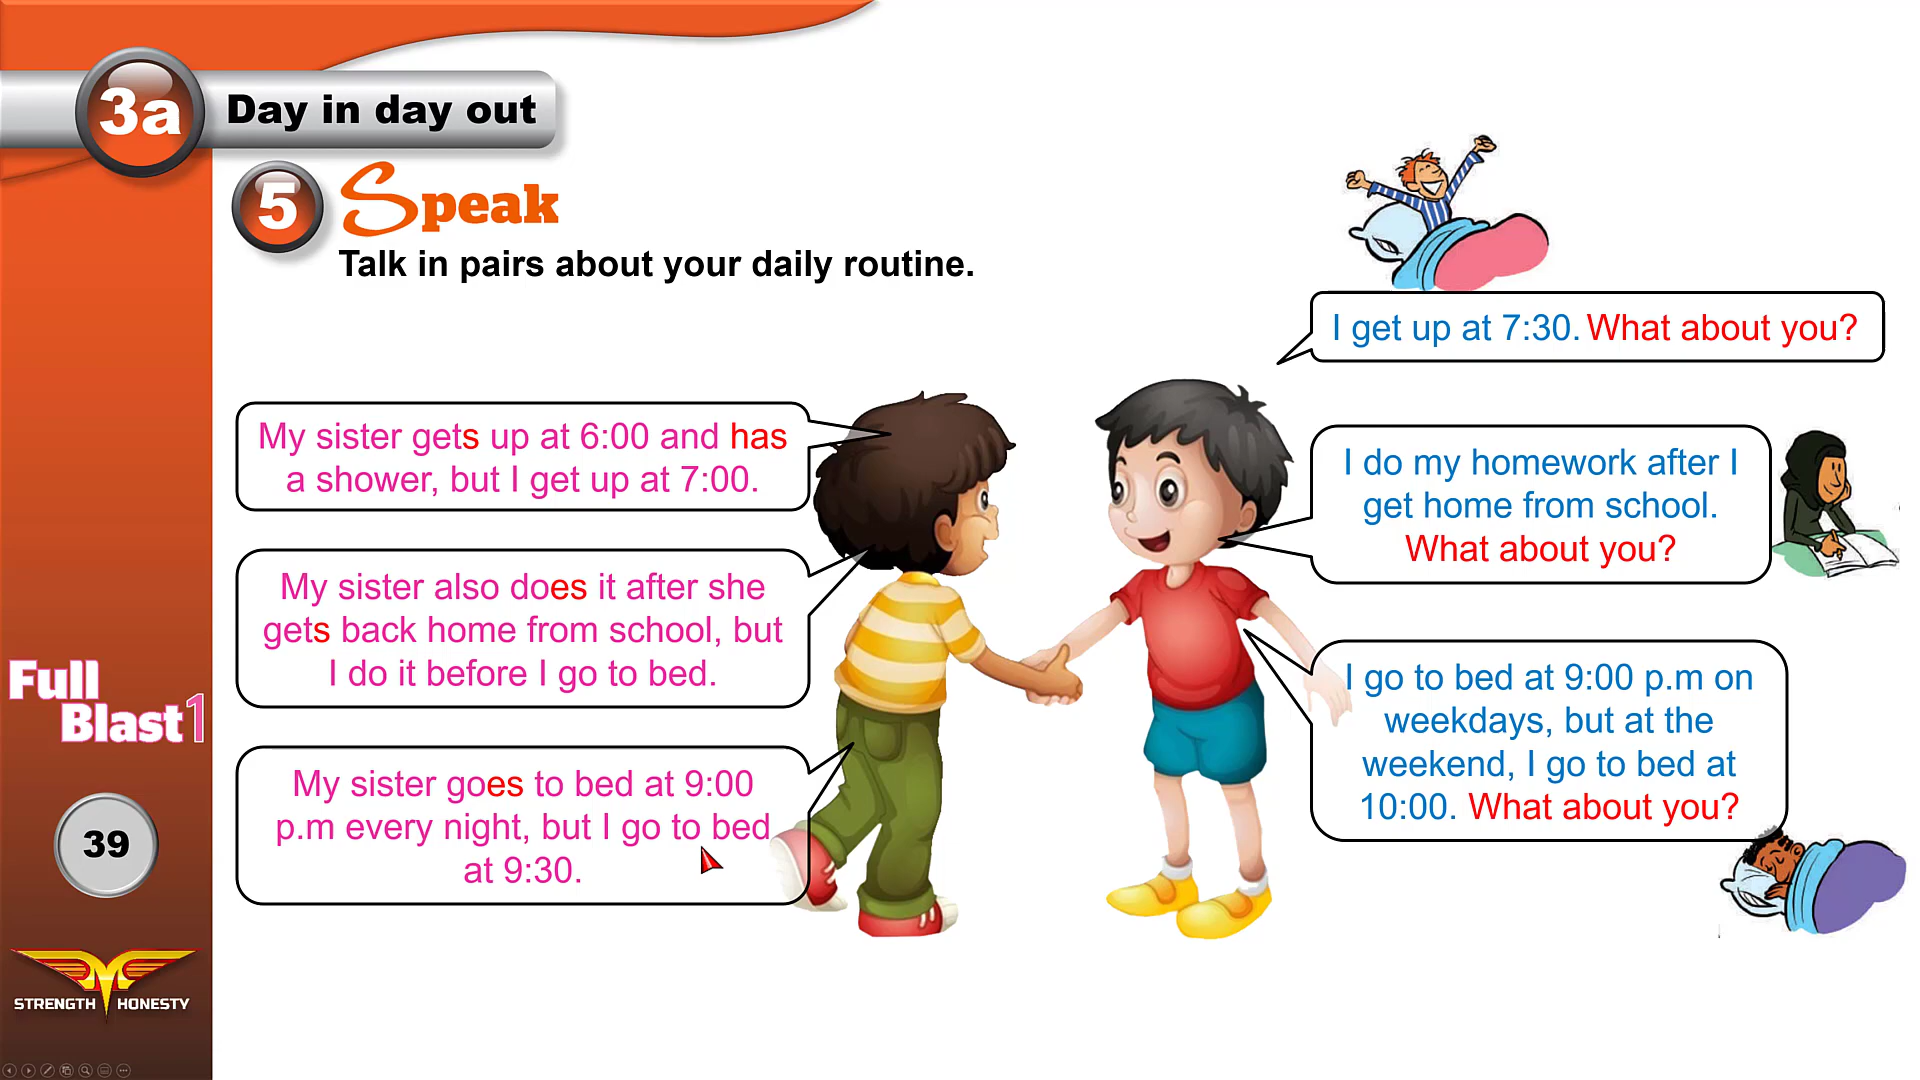 3a
Day in day out
5
Speak
Talk in pairs about your daily routine.
I get up at 7:30. What about you?
My sister gets up at 6:00 and has
a shower, but I get up at 7:00.
I do my homework after I
get home from school.
What about you?
My sister also does it after she
gets back home from school, but
I do it before I go to bed.
I go to bed at 9:00 p.m on
weekdays, but at the
weekend, I go to bed at
10:00. What about you?
My sister goes to bed at 9:00
p.m every night, but I go to bed
at 9:30.
Full
Blast1
39
STRENGTH HONESTY